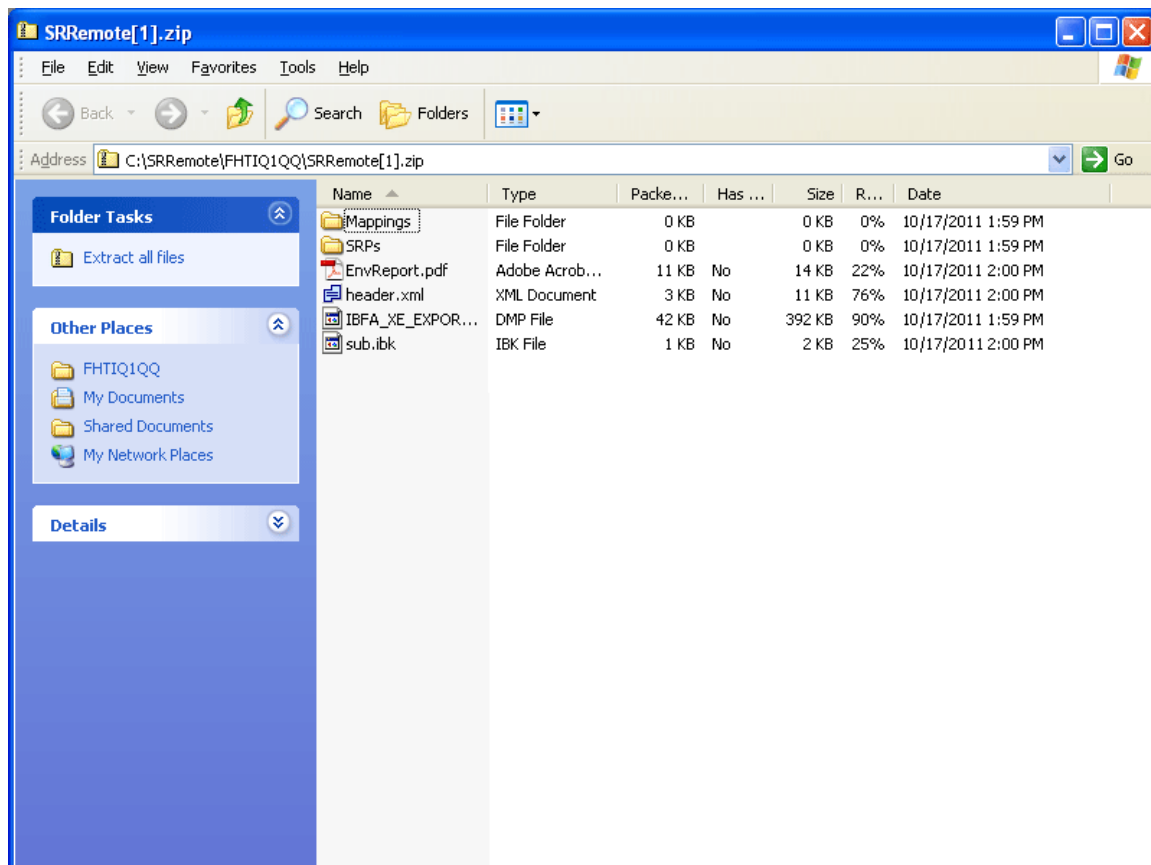 SRRemote[1].zip
File Edit View Favorites Tools Help
Back Search Folders
Address C:\SRRemote\FHTIQ1QQ\SRRemote[1].zip Go
Folder Tasks
Extract all files
Other Places
FHTIQ1QQ
My Documents
Shared Documents
My Network Places
Details
Name Type Packe... Has ... Size R... Date
Mappings File Folder 0 KB 0 KB 0% 10/17/2011 1:59 PM
SRPs File Folder 0 KB 0 KB 0% 10/17/2011 1:59 PM
EnvReport.pdf Adobe Acrob... 11 KB No 14 KB 22% 10/17/2011 2:00 PM
header.xml XML Document 3 KB No 11 KB 76% 10/17/2011 2:00 PM
IBFA_XE_EXPOR... DMP File 42 KB No 392 KB 90% 10/17/2011 1:59 PM
sub.ibk IBK File 1 KB No 2 KB 25% 10/17/2011 2:00 PM